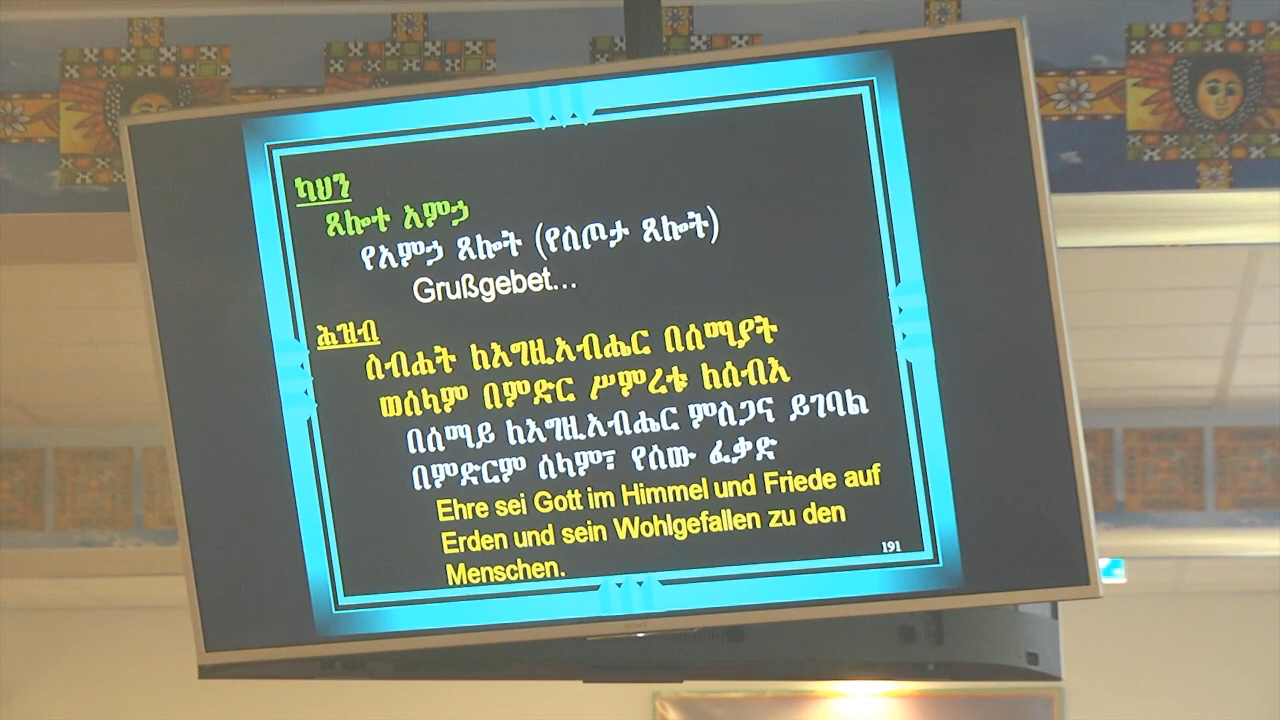 ካህን
ጸሎተ አምኃ
የአምኃ ጸሎት (የስጦታ ጸሎት)
Grußgebet...
ሕዝብ
ስብሐት ለእግዚአብሔር በሰማያት
ወሰላም በምድር ሥምረቱ ለሰብእ
በሰማይ ለእግዚአብሔር ምስጋና ይገባል
በምድርም ሰላም፣ የሰው ፈቃድ
Ehre sei Gott im Himmel und Friede auf
Erden und sein Wohlgefallen zu den
Menschen.
191
SONY